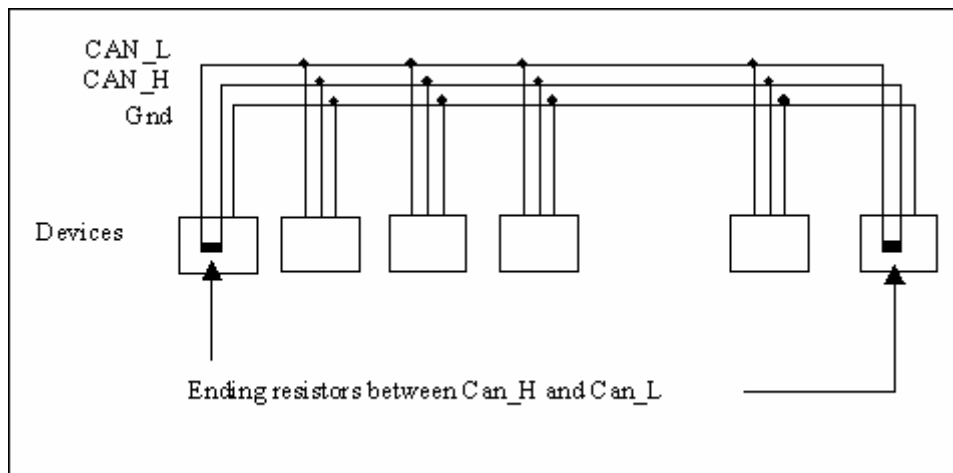 CAN_L
CAN_H
Gnd
Devices
Ending resistors between Can_H and Can_L